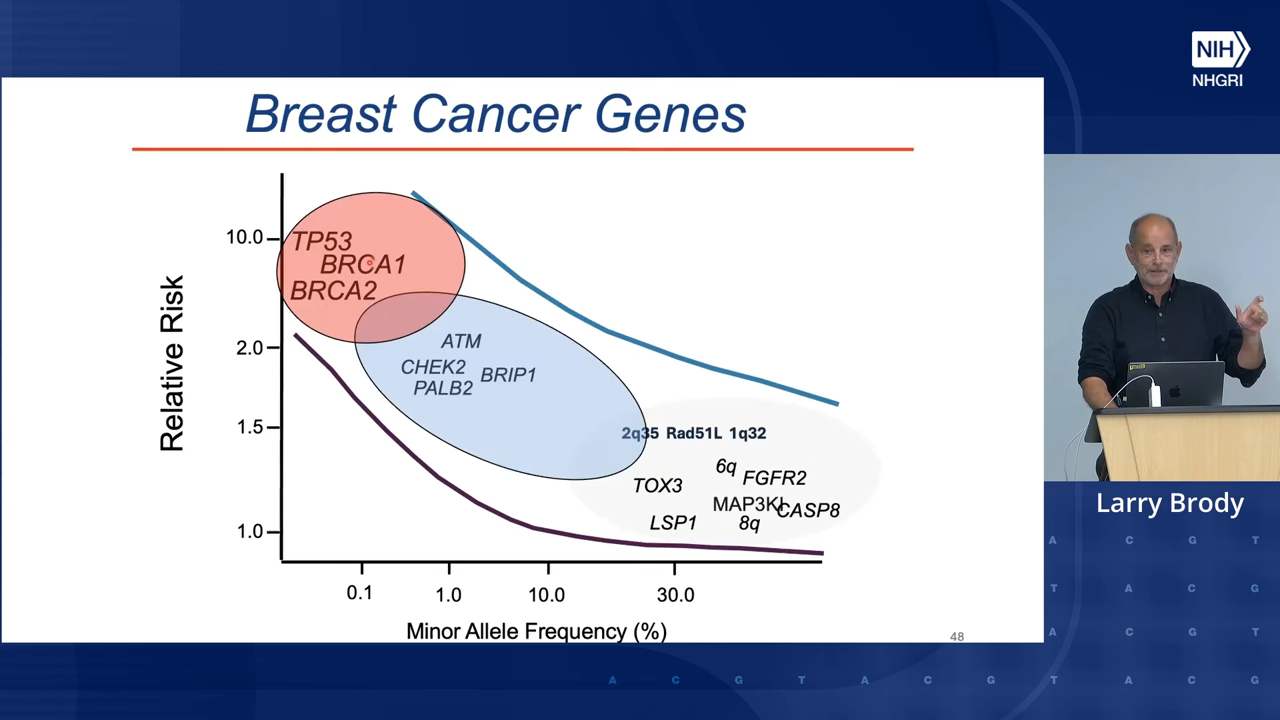 NIH
NHGRI
Breast Cancer Genes
Relative Risk
10.0
2.0
1.5
1.0
TP53
BRCA1
BRCA2
ATM
CHEK2
BRIP1
PALB2
2q35 Rad51L 1q32
6q
FGFR2
TOX3
MAP3KI
CASP8
LSP1
8q
0.1
1.0
10.0
30.0
Minor Allele Frequency (%)
48
Larry Brody
A C G T
T A C G
A C G T
A C G T A C G T A C G